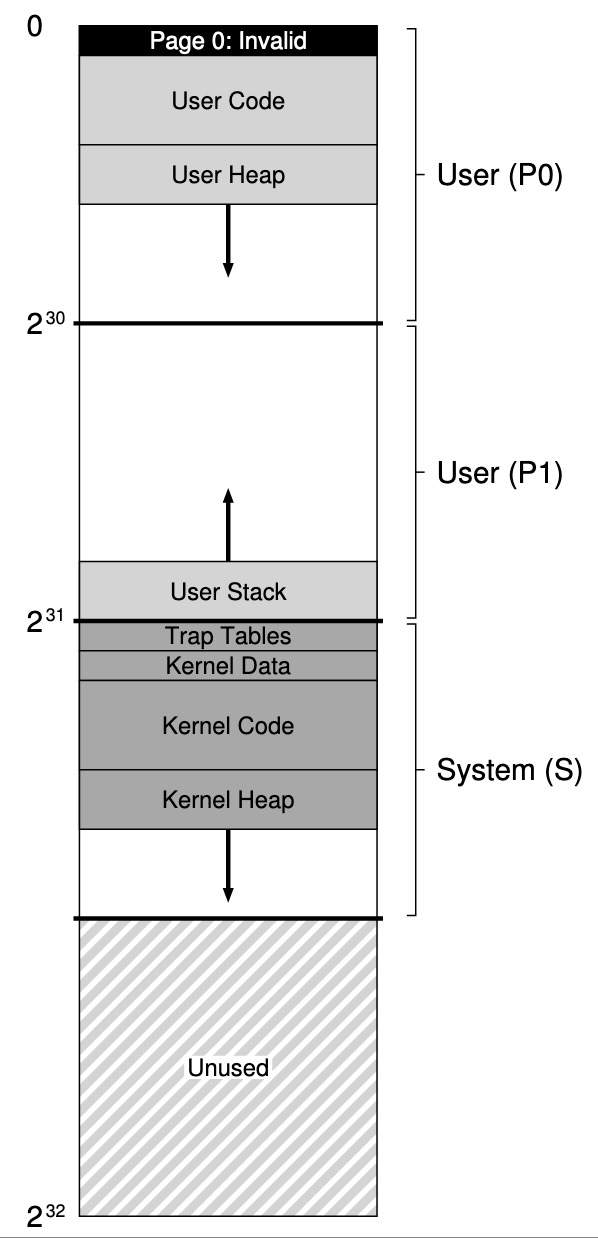 0
Page 0: Invalid
User Code
User Heap
User (P0)
2^30
User (P1)
User Stack
2^31
Trap Tables
Kernel Data
Kernel Code
Kernel Heap
System (S)
Unused
2^32